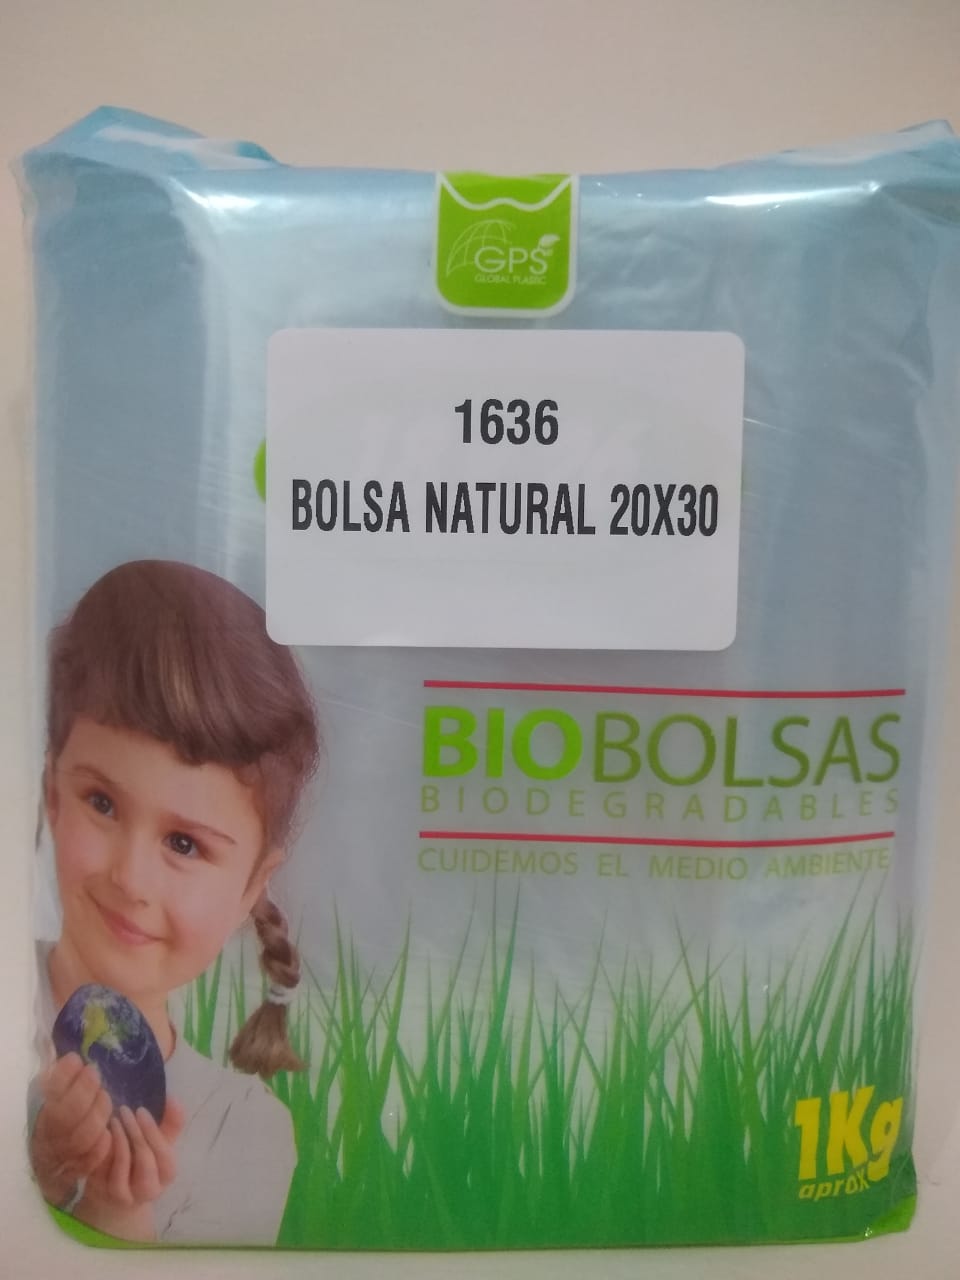 GPS
GLOBAL PLASTIC
1636
BOLSA NATURAL 20X30
BIOBOLSAS
BIODEGRADABLES
CUIDEMOS EL MEDIO AMBIENTE
1Kg
aprox